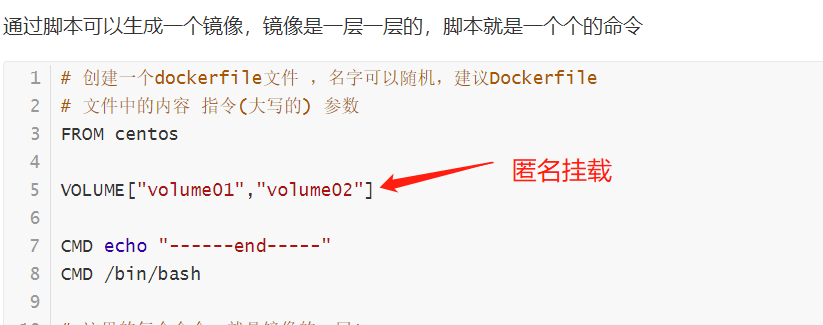 通过脚本可以生成一个镜像，镜像是一层一层的，脚本就是一个个的命令
1 # 创建一个dockerfile文件 ，名字可以随机，建议Dockerfile
2 # 文件中的内容 指令(大写的) 参数
3 FROM centos
4
5 VOLUME["volume01","volume02"]
匿名挂载
6
7 CMD echo "------end-----"
8 CMD /bin/bash
9